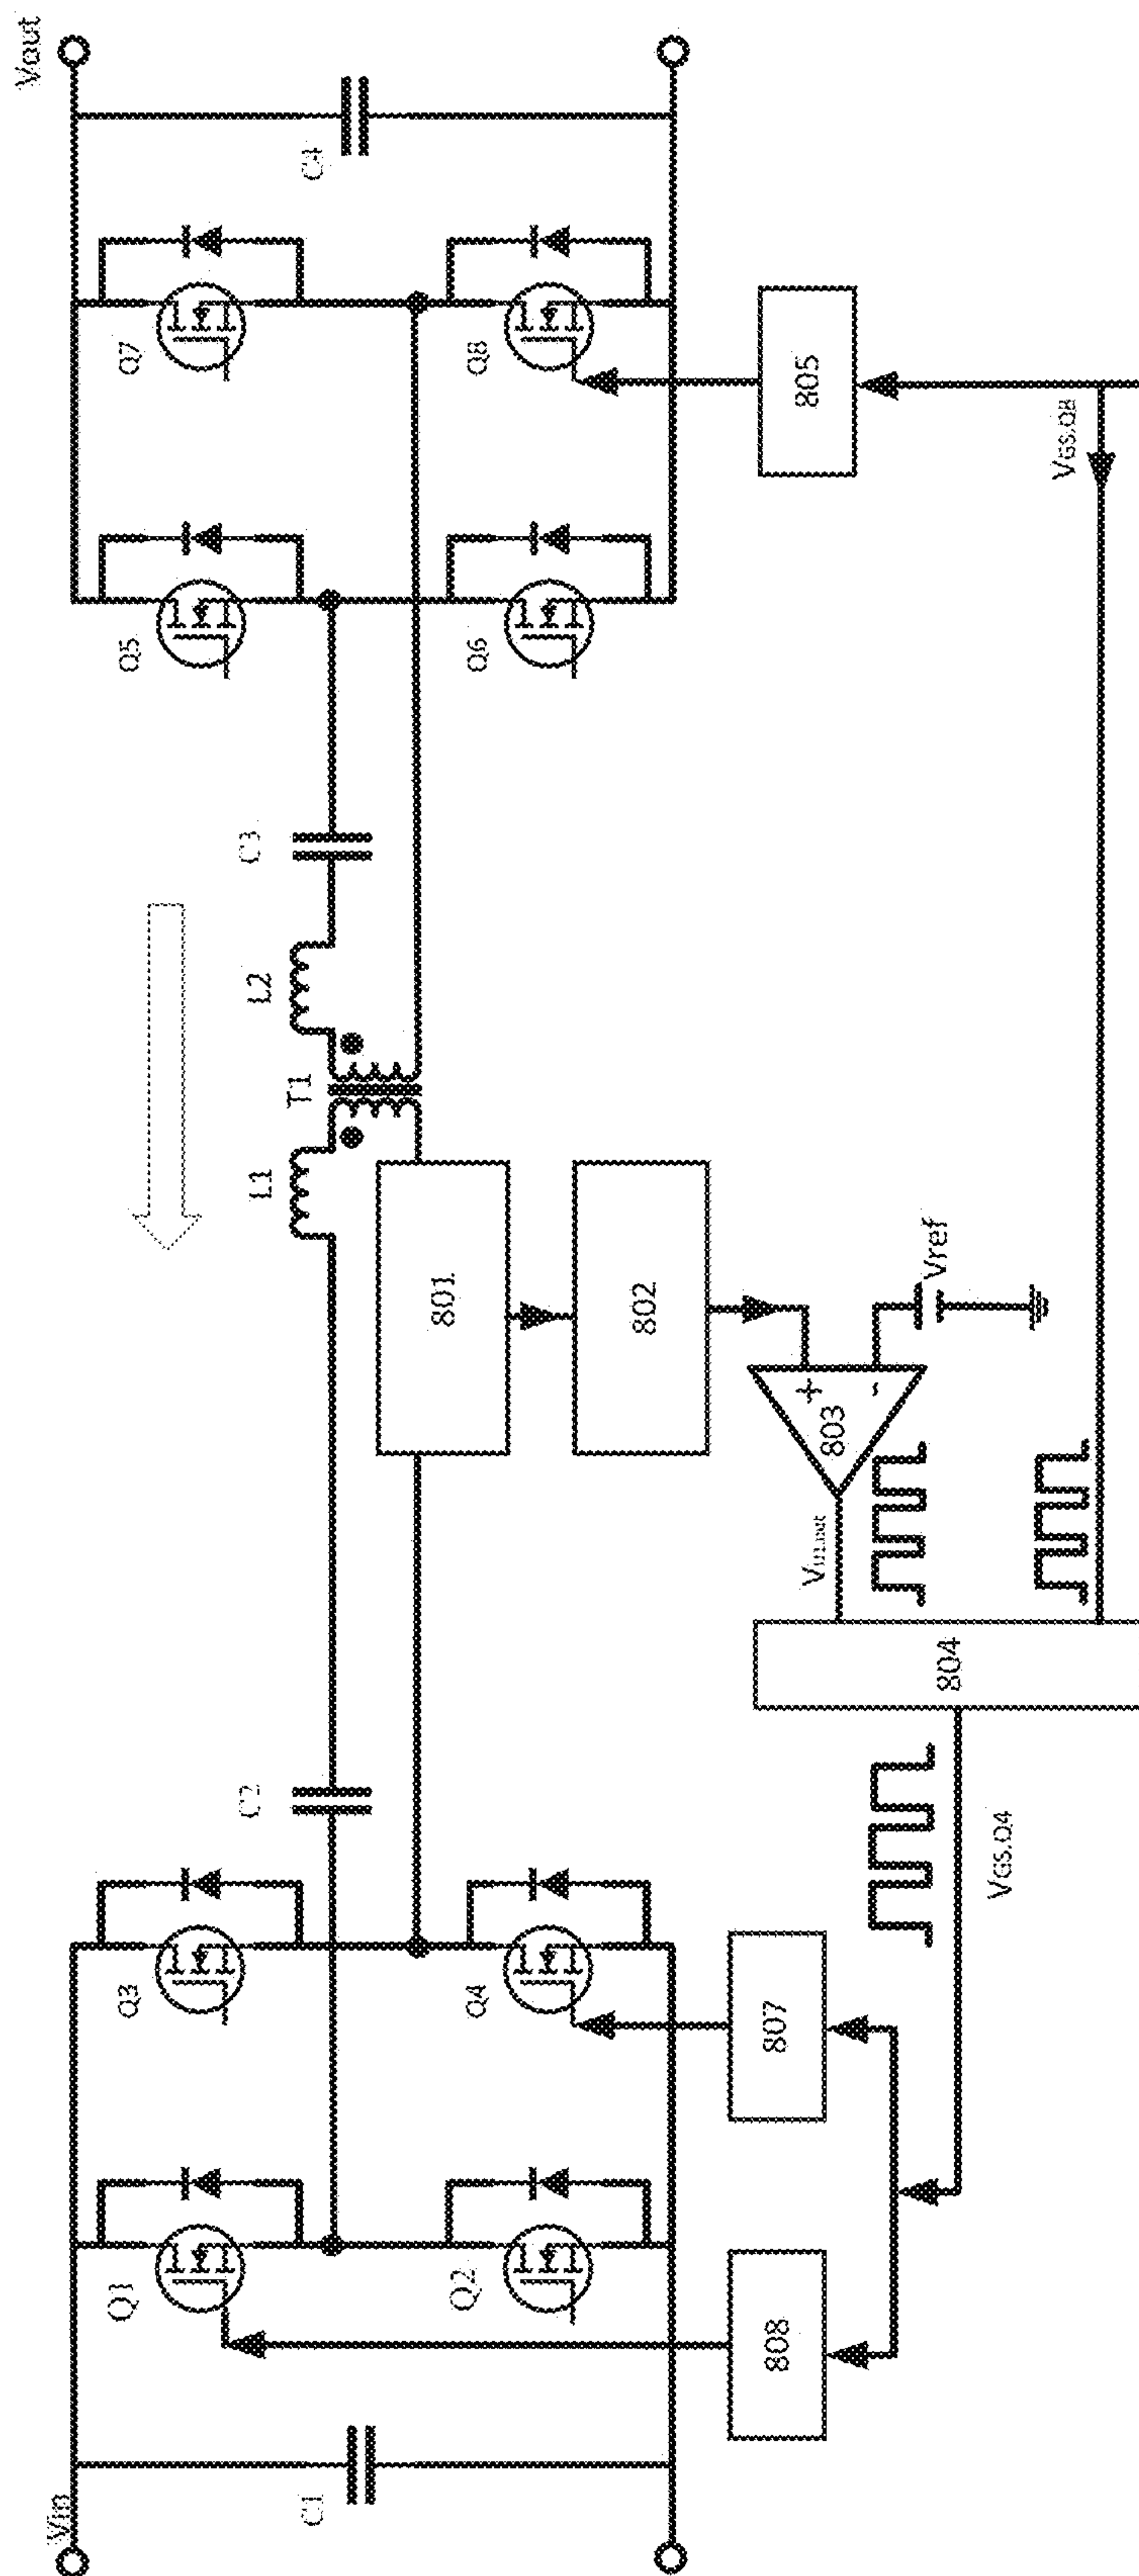 Vin
C1
Q1
Q2
Q3
Q4
C2
L1
T1
L2
C3
Q5
Q6
Q7
Q8
C4
Vout
801
802
+
-
803
Vref
804
VGS.Q4
VGS.Q8
805
807
808